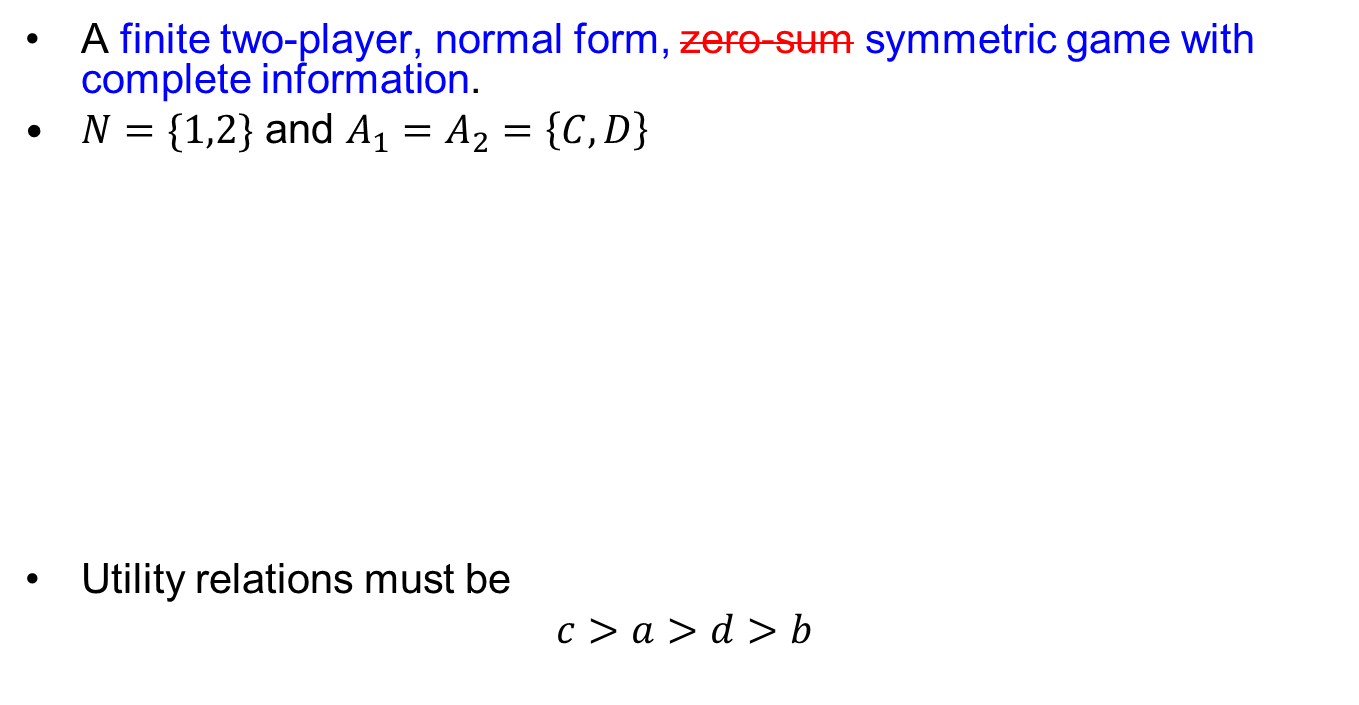 • A finite two-player, normal form, zero-sum symmetric game with
complete information.
• N = {1,2} and A₁ = A₂ = {C, D}
• Utility relations must be
c > a > d > b